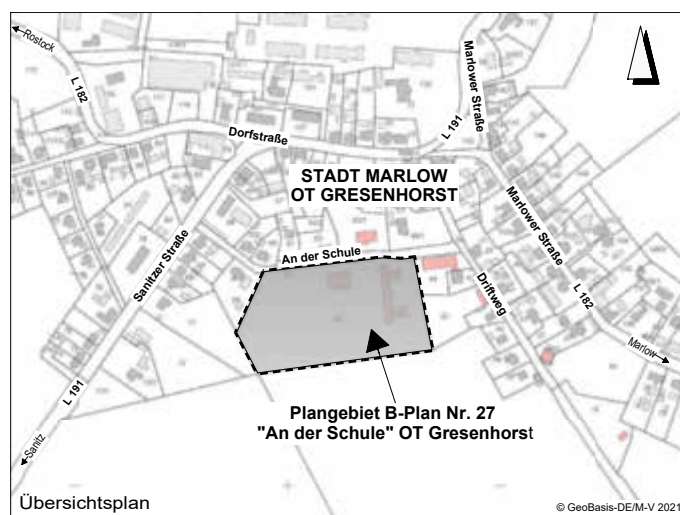 Rostock
L 182
Dorfstraße
L 191
Marlower Straße
STADT MARLOW
OT GRESENHORST
Marlower Straße
L 182
Marlow
An der Schule
Driftweg
Sanitzer Straße
L 191
Sanitz
Plangebiet B-Plan Nr. 27
"An der Schule" OT Gresenhorst
Übersichtsplan
© GeoBasis-DE/M-V 2021